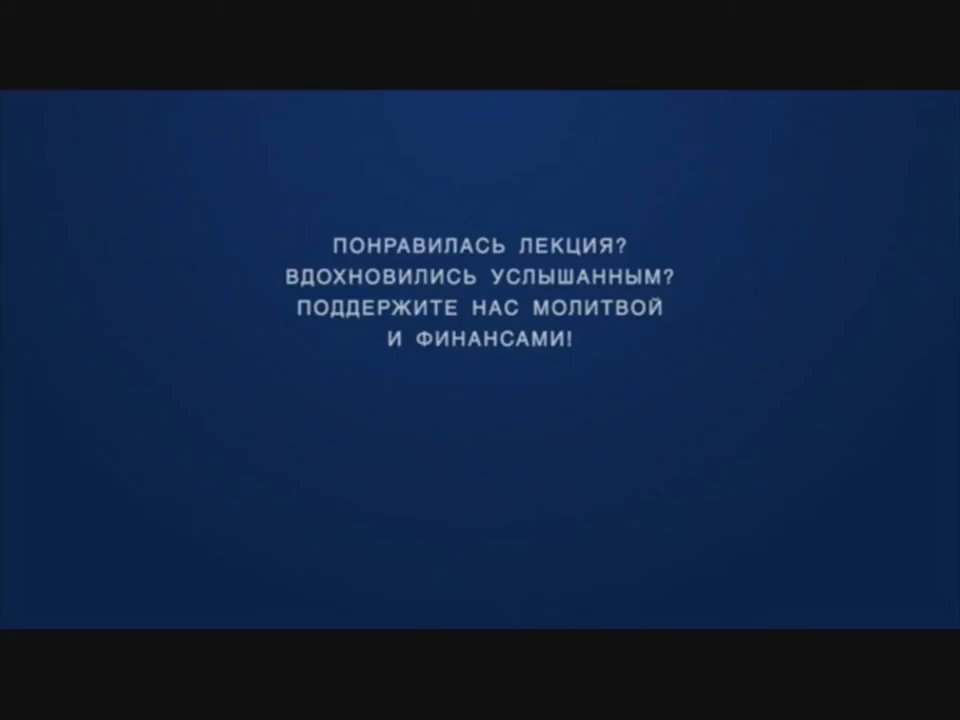 ПОНРАВИЛАСЬ ЛЕКЦИЯ?
ВДОХНОВИЛИСЬ УСЛЫШАННЫМ?
ПОДДЕРЖИТЕ НАС МОЛИТВОЙ
И ФИНАНСАМИ!